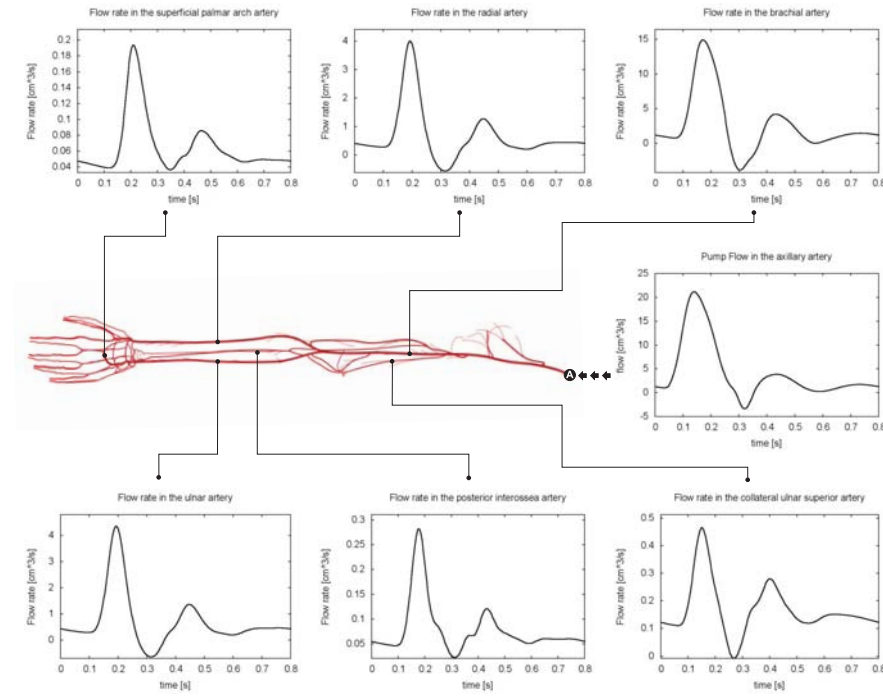 Flow rate in the superficial palmar arch artery
Flow rate [cm^3/s]
0.2
0.18
0.16
0.14
0.12
0.1
0.08
0.06
0.04
0 0.1 0.2 0.3 0.4 0.5 0.6 0.7 0.8
time [s]
Flow rate in the radial artery
Flow rate [cm^3/s]
4
3
2
1
0
0 0.1 0.2 0.3 0.4 0.5 0.6 0.7 0.8
time [s]
Flow rate in the brachial artery
Flow rate [cm^3/s]
15
10
5
0
0 0.1 0.2 0.3 0.4 0.5 0.6 0.7 0.8
time [s]
A
Pump Flow in the axillary artery
flow [cm^3/s]
25
20
15
10
5
0
-5
0 0.1 0.2 0.3 0.4 0.5 0.6 0.7 0.8
time [s]
Flow rate in the ulnar artery
Flow rate [cm^3/s]
4
3
2
1
0
0 0.1 0.2 0.3 0.4 0.5 0.6 0.7 0.8
time [s]
Flow rate in the posterior interossea artery
Flow rate [cm^3/s]
0.3
0.25
0.2
0.15
0.1
0.05
0 0.1 0.2 0.3 0.4 0.5 0.6 0.7 0.8
time [s]
Flow rate in the collateral ulnar superior artery
Flow rate [cm^3/s]
0.5
0.4
0.3
0.2
0.1
0
0 0.1 0.2 0.3 0.4 0.5 0.6 0.7 0.8
time [s]